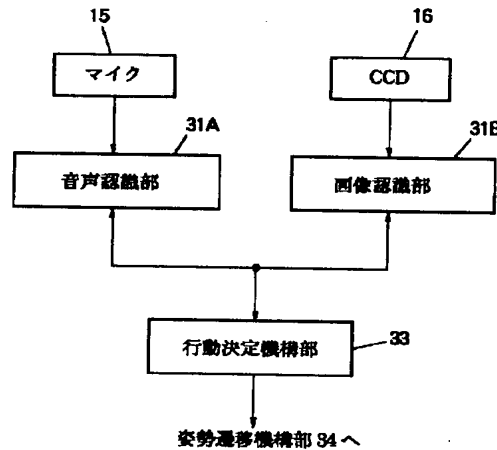 15
16
マイク
CCD
31A
31B
音声認識部
画像認識部
行動決定機構部
33
姿勢遷移機構部 34 へ